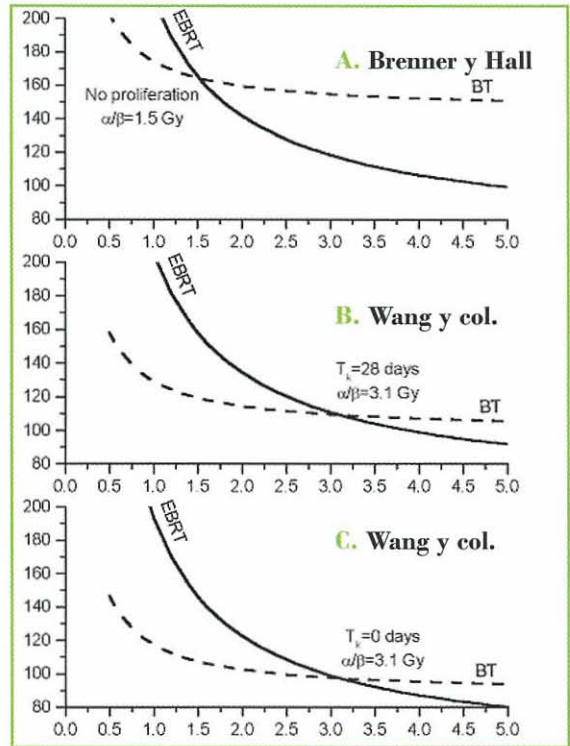 200
180
160
140
120
100
80
EBRT
A. Brenner y Hall
BT
No proliferation
α/β=1.5 Gy
0.0 0.5 1.0 1.5 2.0 2.5 3.0 3.5 4.0 4.5 5.0
200
180
160
140
120
100
80
EBRT
B. Wang y col.
Tk=28 days
α/β=3.1 Gy
BT
0.0 0.5 1.0 1.5 2.0 2.5 3.0 3.5 4.0 4.5 5.0
200
180
160
140
120
100
80
EBRT
C. Wang y col.
Tk=0 days
α/β=3.1 Gy
BT
0.0 0.5 1.0 1.5 2.0 2.5 3.0 3.5 4.0 4.5 5.0